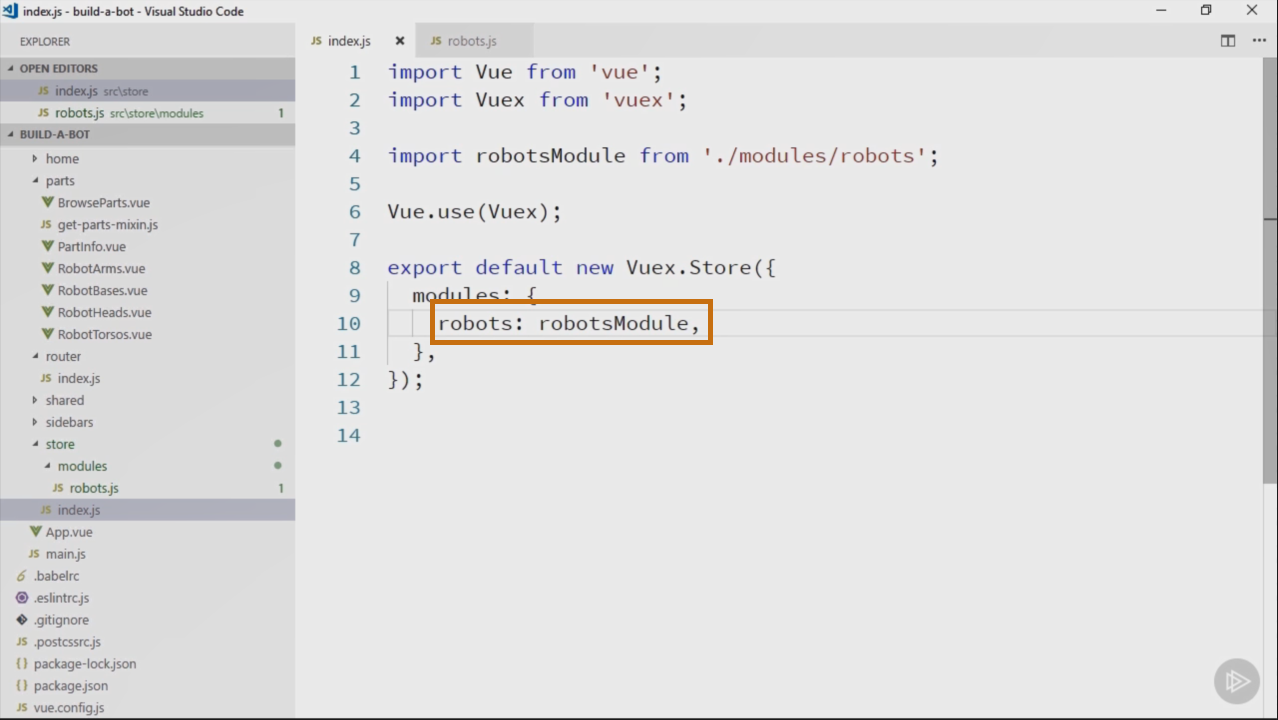 index.js - build-a-bot - Visual Studio Code
EXPLORER
OPEN EDITORS
JS index.js src\store
JS robots.js src\store\modules 1
BUILD-A-BOT
home
parts
BrowseParts.vue
JS get-parts-mixin.js
PartInfo.vue
RobotArms.vue
RobotBases.vue
RobotHeads.vue
RobotTorsos.vue
router
JS index.js
shared
sidebars
store
modules
JS robots.js 1
JS index.js
App.vue
JS main.js
.babelrc
.eslintrc.js
.gitignore
JS .postcssrc.js
{} package-lock.json
{} package.json
JS vue.config.js
JS index.js
JS robots.js
1 import Vue from 'vue';
2 import Vuex from 'vuex';
3
4 import robotsModule from './modules/robots';
5
6 Vue.use(Vuex);
7
8 export default new Vuex.Store({
9 modules: {
10 robots: robotsModule,
11 },
12 });
13
14